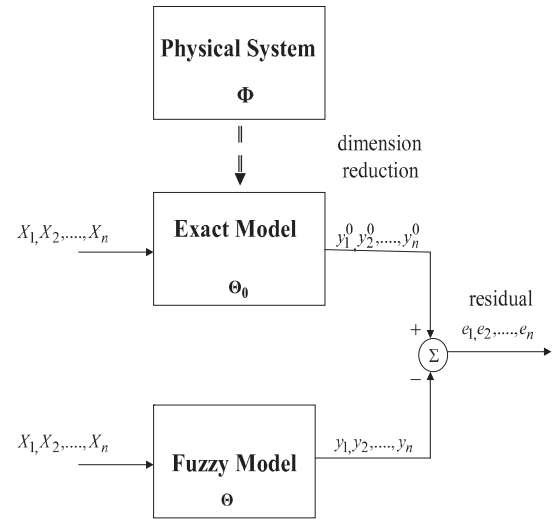 Physical System
Φ
dimension
reduction
X₁, X₂,...., Xₙ
Exact Model
Θ₀
y₁⁰, y₂⁰,...., yₙ⁰
residual
e₁, e₂,...., eₙ
+
Σ
−
X₁, X₂,...., Xₙ
Fuzzy Model
Θ
y₁, y₂,...., yₙ